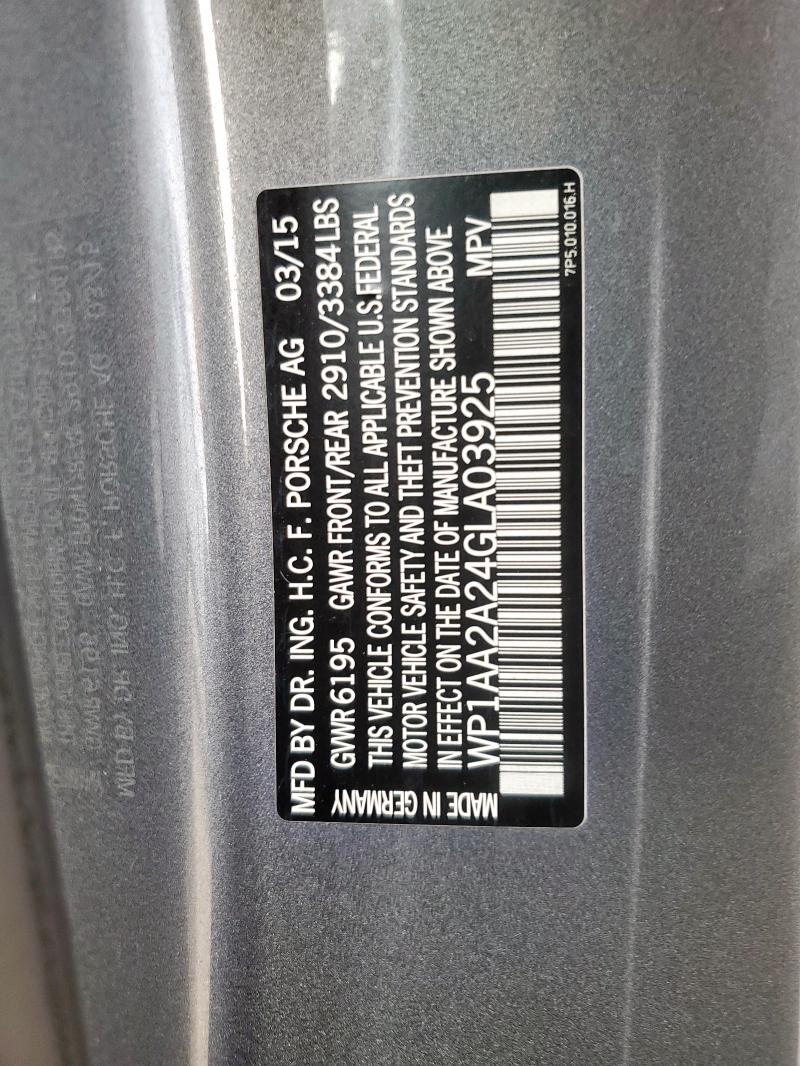 MFD BY DR. ING. H.C. F. PORSCHE AG 03/15
GVWR 6195 GAWR FRONT/REAR 2910/3384 LBS
THIS VEHICLE CONFORMS TO ALL APPLICABLE U.S. FEDERAL
MOTOR VEHICLE SAFETY AND THEFT PREVENTION STANDARDS
IN EFFECT ON THE DATE OF MANUFACTURE SHOWN ABOVE
WP1AA2A24GLA03925 MPV
MADE IN GERMANY
7P5.010.016.H